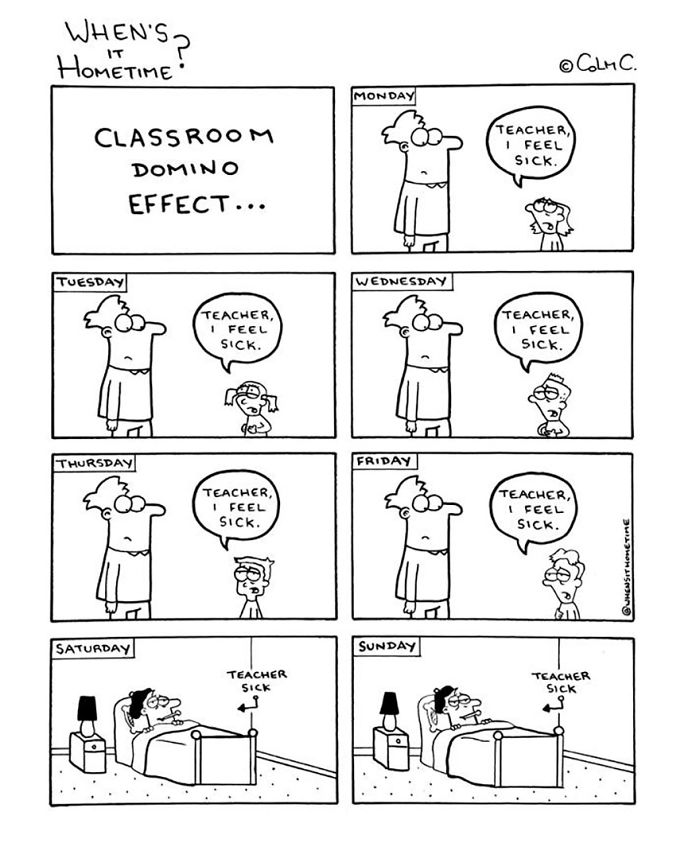 WHEN'S
IT
HOMETIME?
© COLM C.
CLASSROOM
DOMINO
EFFECT...
MONDAY
TEACHER,
I FEEL
SICK.
TUESDAY
TEACHER,
I FEEL
SICK.
WEDNESDAY
TEACHER,
I FEEL
SICK.
THURSDAY
TEACHER,
I FEEL
SICK.
FRIDAY
TEACHER,
I FEEL
SICK.
@WHENSITHOMETIME
SATURDAY
TEACHER
SICK
SUNDAY
TEACHER
SICK